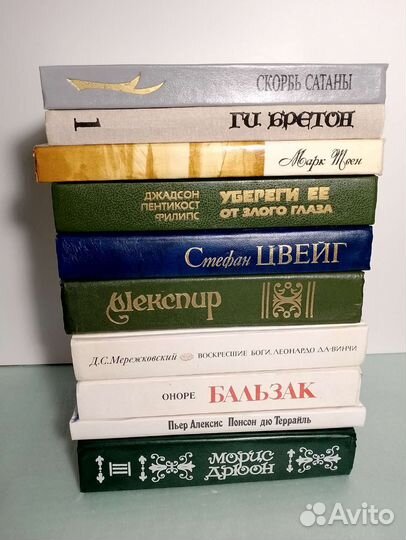 СКОРБЬ САТАНЫ
1 ГИ. БРЕТОН
Марк Твен
ДЖАДСОН
ПЕНТИКОСТ
ФИЛИПС
УБЕРЕГИ ЕЕ
ОТ ЗЛОГО ГЛАЗА
Стефан ЦВЕЙГ
Шекспир
Д.С.Мережковский ВОСКРЕСШИЕ БОГИ. ЛЕОНАРДО ДА-ВИНЧИ
ОНОРЕ БАЛЬЗАК
Пьер Алексис Понсон дю Террайль
III
МОРИС
ДРЮОН
Avito